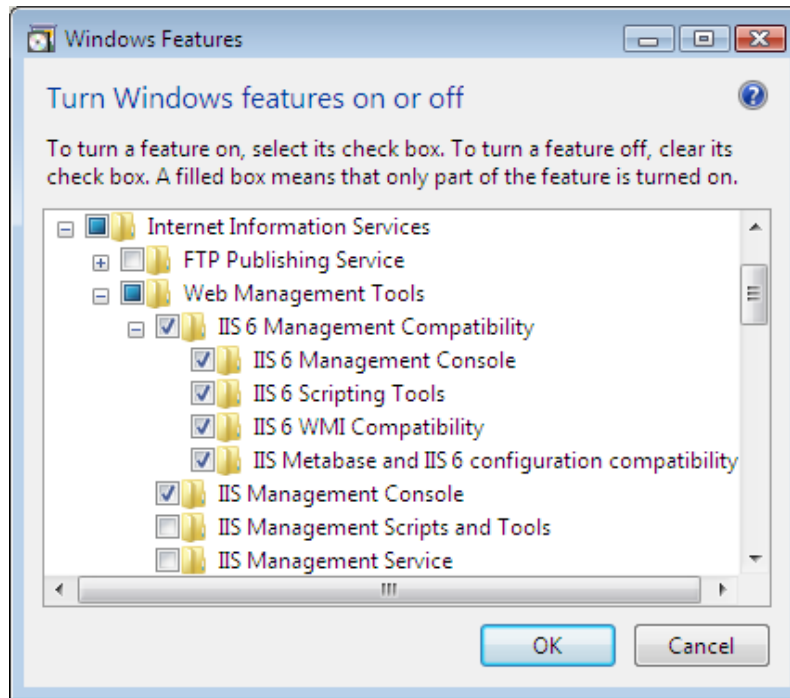 Windows Features
Turn Windows features on or off
To turn a feature on, select its check box. To turn a feature off, clear its
check box. A filled box means that only part of the feature is turned on.
Internet Information Services
FTP Publishing Service
Web Management Tools
IIS 6 Management Compatibility
IIS 6 Management Console
IIS 6 Scripting Tools
IIS 6 WMI Compatibility
IIS Metabase and IIS 6 configuration compatibility
IIS Management Console
IIS Management Scripts and Tools
IIS Management Service
OK Cancel